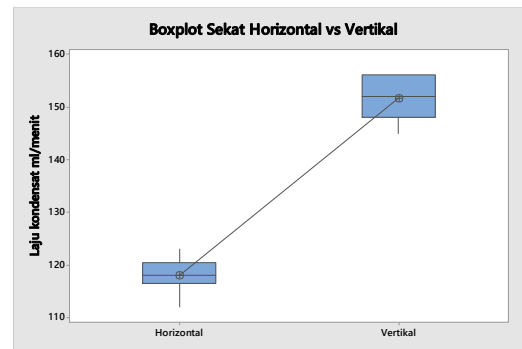 Boxplot Sekat Horizontal vs Vertikal
Laju kondensat ml/menit
160
150
140
130
120
110
Horizontal
Vertikal